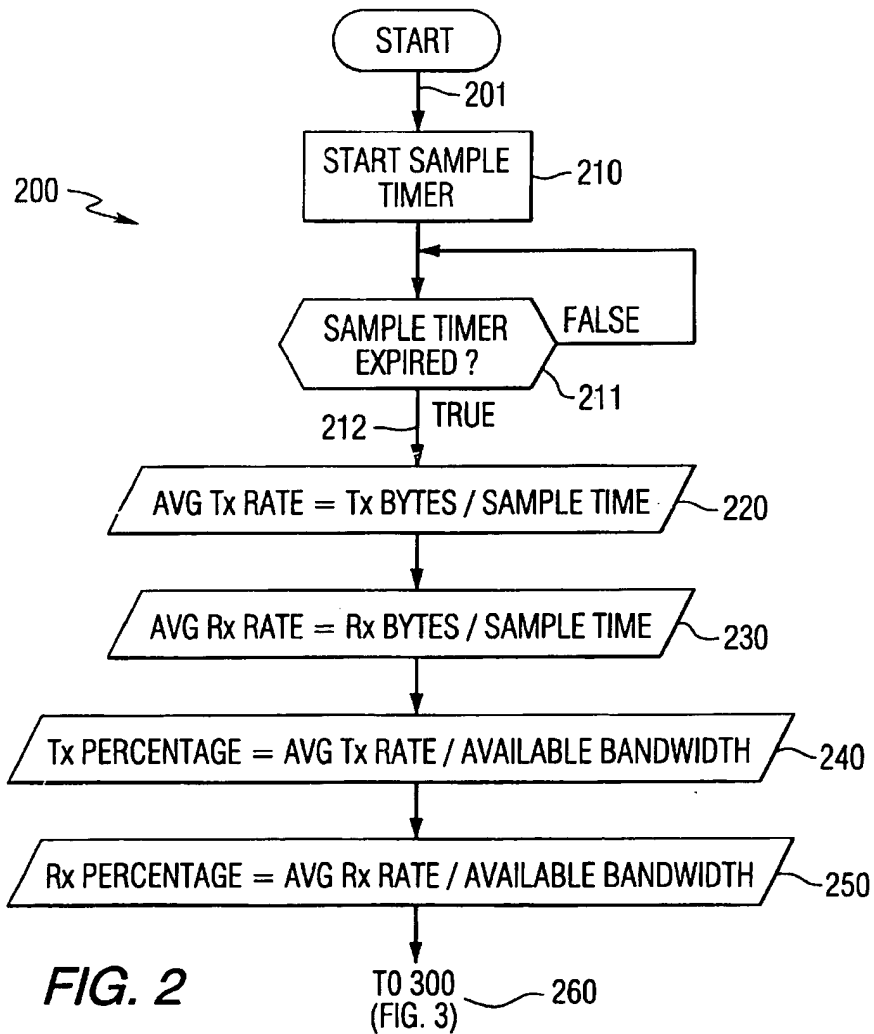 START
201
START SAMPLE
TIMER
210
200
SAMPLE TIMER
EXPIRED ?
FALSE
211
212
TRUE
AVG Tx RATE = Tx BYTES / SAMPLE TIME
220
AVG Rx RATE = Rx BYTES / SAMPLE TIME
230
Tx PERCENTAGE = AVG Tx RATE / AVAILABLE BANDWIDTH
240
Rx PERCENTAGE = AVG Rx RATE / AVAILABLE BANDWIDTH
250
FIG. 2
TO 300
(FIG. 3)
260